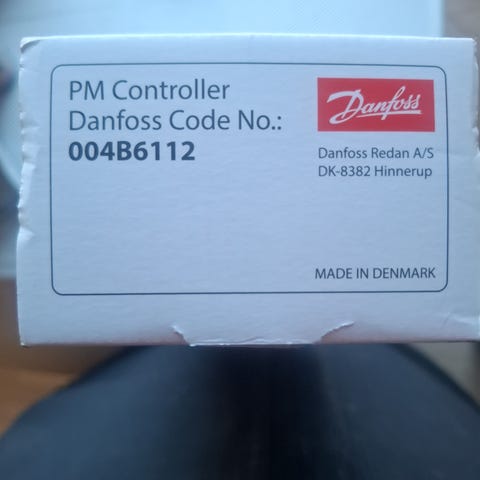 PM Controller
Danfoss Code No.:
004B6112
Danfoss
Danfoss Redan A/S
DK-8382 Hinnerup
MADE IN DENMARK